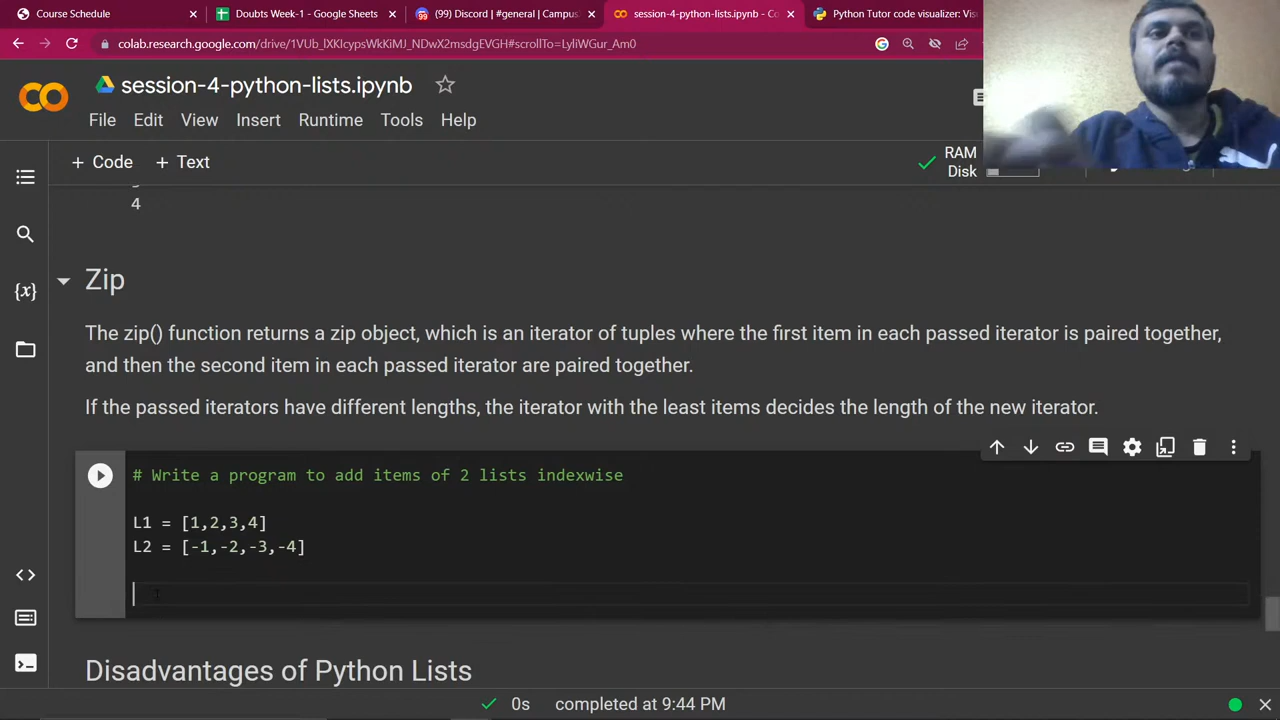 Course Schedule
Doubts Week-1 - Google Sheets
(99) Discord | #general | Campus
session-4-python-lists.ipynb - Co
Python Tutor code visualizer: Vis
colab.research.google.com/drive/1VUb_lXKIcypsWkKiMJ_NDwX2msdgEVGH#scrollTo=LyliWGur_Am0
session-4-python-lists.ipynb
File Edit View Insert Runtime Tools Help
+ Code + Text
RAM
Disk
4
Zip
The zip() function returns a zip object, which is an iterator of tuples where the first item in each passed iterator is paired together,
and then the second item in each passed iterator are paired together.
If the passed iterators have different lengths, the iterator with the least items decides the length of the new iterator.
# Write a program to add items of 2 lists indexwise
L1 = [1,2,3,4]
L2 = [-1,-2,-3,-4]
Disadvantages of Python Lists
0s completed at 9:44 PM